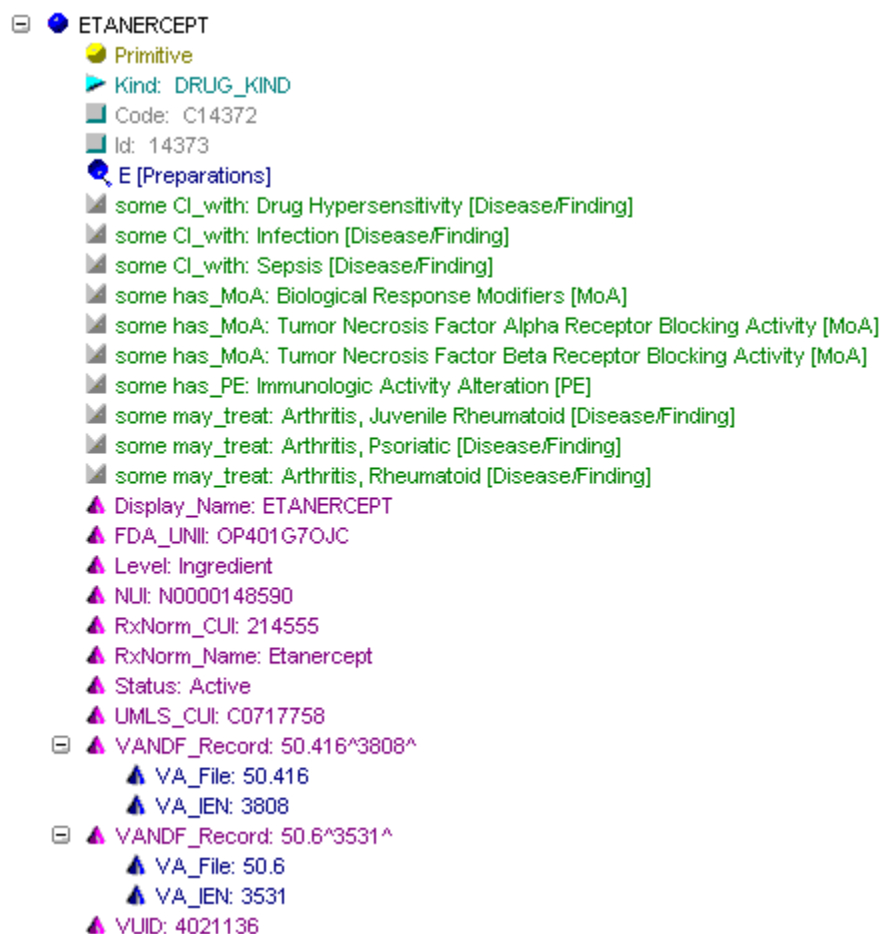 ETANERCEPT
Primitive
Kind: DRUG_KIND
Code: C14372
Id: 14373
E [Preparations]
some CI_with: Drug Hypersensitivity [Disease/Finding]
some CI_with: Infection [Disease/Finding]
some CI_with: Sepsis [Disease/Finding]
some has_MoA: Biological Response Modifiers [MoA]
some has_MoA: Tumor Necrosis Factor Alpha Receptor Blocking Activity [MoA]
some has_MoA: Tumor Necrosis Factor Beta Receptor Blocking Activity [MoA]
some has_PE: Immunologic Activity Alteration [PE]
some may_treat: Arthritis, Juvenile Rheumatoid [Disease/Finding]
some may_treat: Arthritis, Psoriatic [Disease/Finding]
some may_treat: Arthritis, Rheumatoid [Disease/Finding]
Display_Name: ETANERCEPT
FDA_UNII: OP401G7OJC
Level: Ingredient
NUI: N0000148590
RxNorm_CUI: 214555
RxNorm_Name: Etanercept
Status: Active
UMLS_CUI: C0717758
VANDF_Record: 50.416^3808^
VA_File: 50.416
VA_IEN: 3808
VANDF_Record: 50.6^3531^
VA_File: 50.6
VA_IEN: 3531
VUID: 4021136